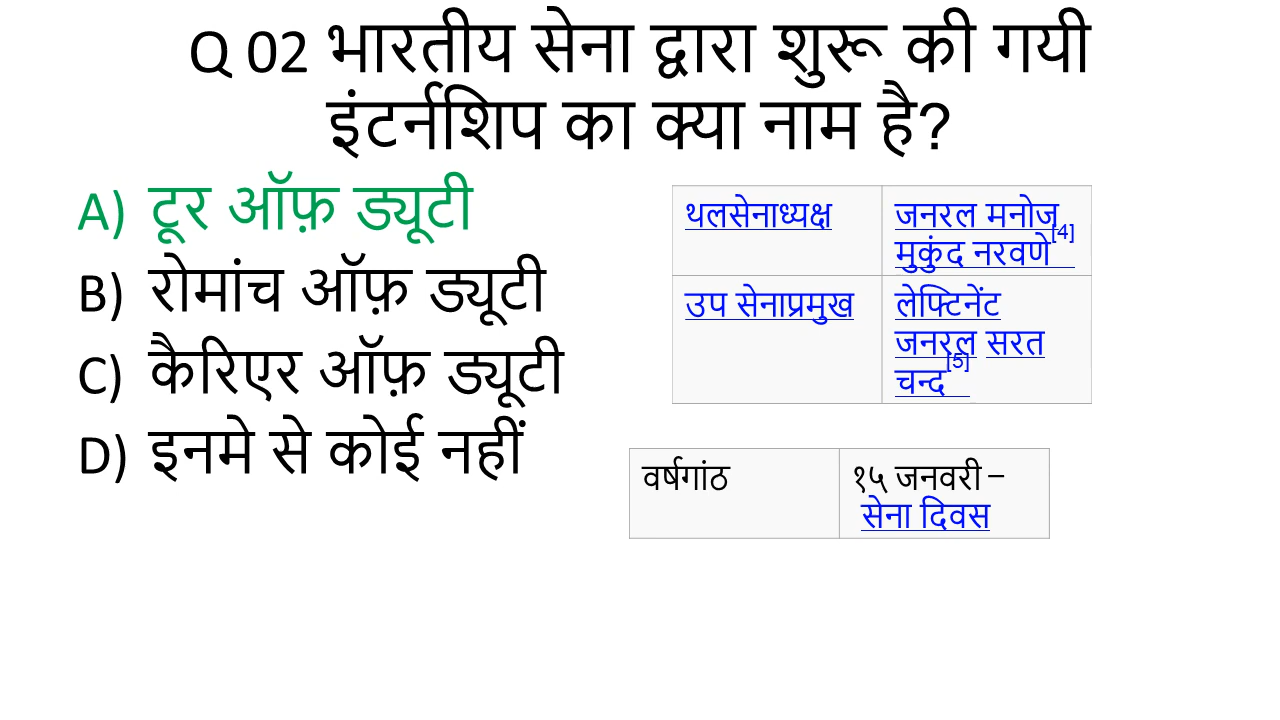 Q 02 भारतीय सेना द्वारा शुरू की गयी
इंटर्नशिप का क्या नाम है?
A) टूर ऑफ़ ड्यूटी
B) रोमांच ऑफ़ ड्यूटी
C) कैरिएर ऑफ़ ड्यूटी
D) इनमे से कोई नहीं
थलसेनाध्यक्ष
जनरल मनोज
मुकुंद नरवणे[4]
उप सेनाप्रमुख
लेफ्टिनेंट
जनरल सरत
चन्द[5]
वर्षगांठ
१५ जनवरी –
सेना दिवस